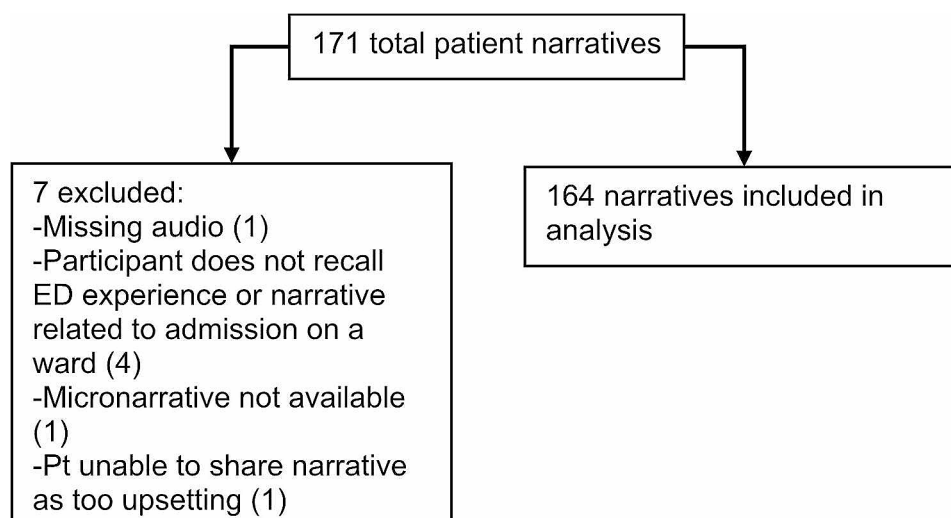 171 total patient narratives
7 excluded:
-Missing audio (1)
-Participant does not recall
ED experience or narrative
related to admission on a
ward (4)
-Micronarrative not available
(1)
-Pt unable to share narrative
as too upsetting (1)
164 narratives included in
analysis